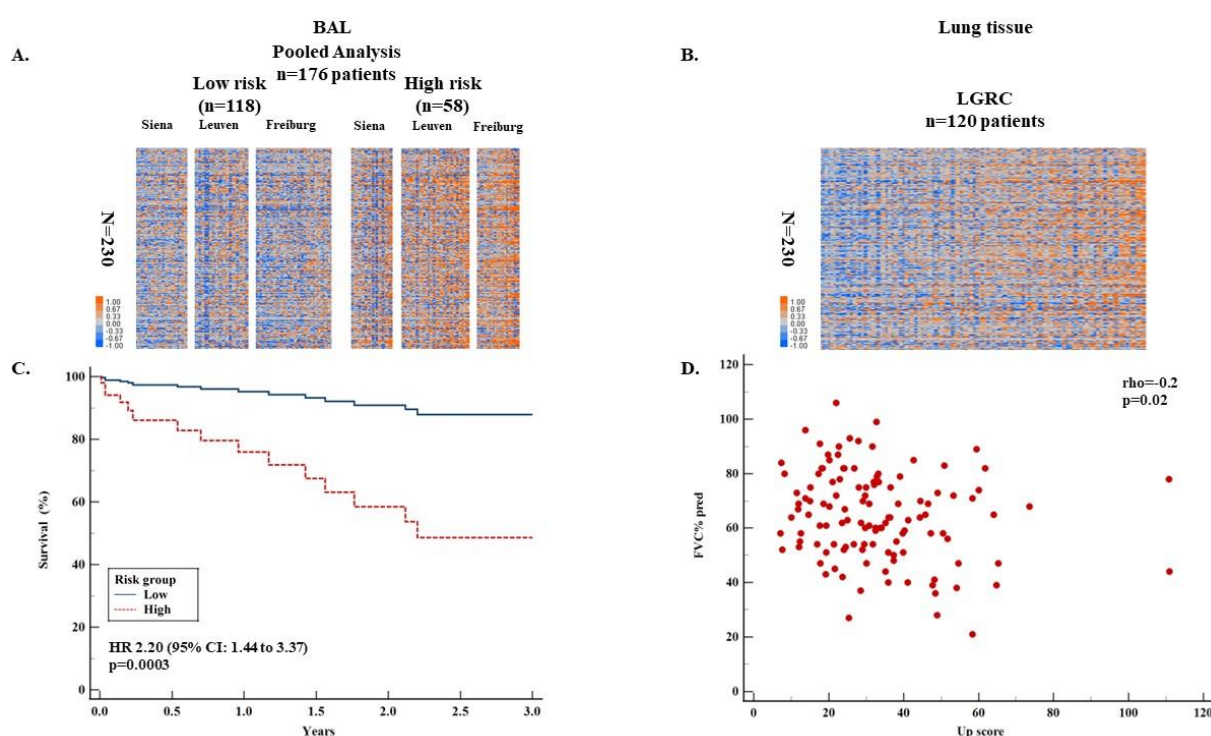 BAL
Lung tissue
A.
Pooled Analysis
n=176 patients
B.
Low risk
(n=118)
High risk
(n=58)
Siena
Leuven
Freiburg
Siena
Leuven
Freiburg
N=230
1.00
0.67
0.33
0.00
-0.33
-0.67
-1.00
LGRC
n=120 patients
N=230
1.00
0.67
0.33
0.00
-0.33
-0.67
-1.00
C.
100
80
60
40
20
0
Survival (%)
Risk group
Low
High
HR 2.20 (95% CI: 1.44 to 3.37)
p=0.0003
0.0
0.5
1.0
1.5
2.0
2.5
3.0
Years
D.
120
100
80
60
40
20
0
FVC% pred
rho=-0.2
p=0.02
0
20
40
60
80
100
120
Up score